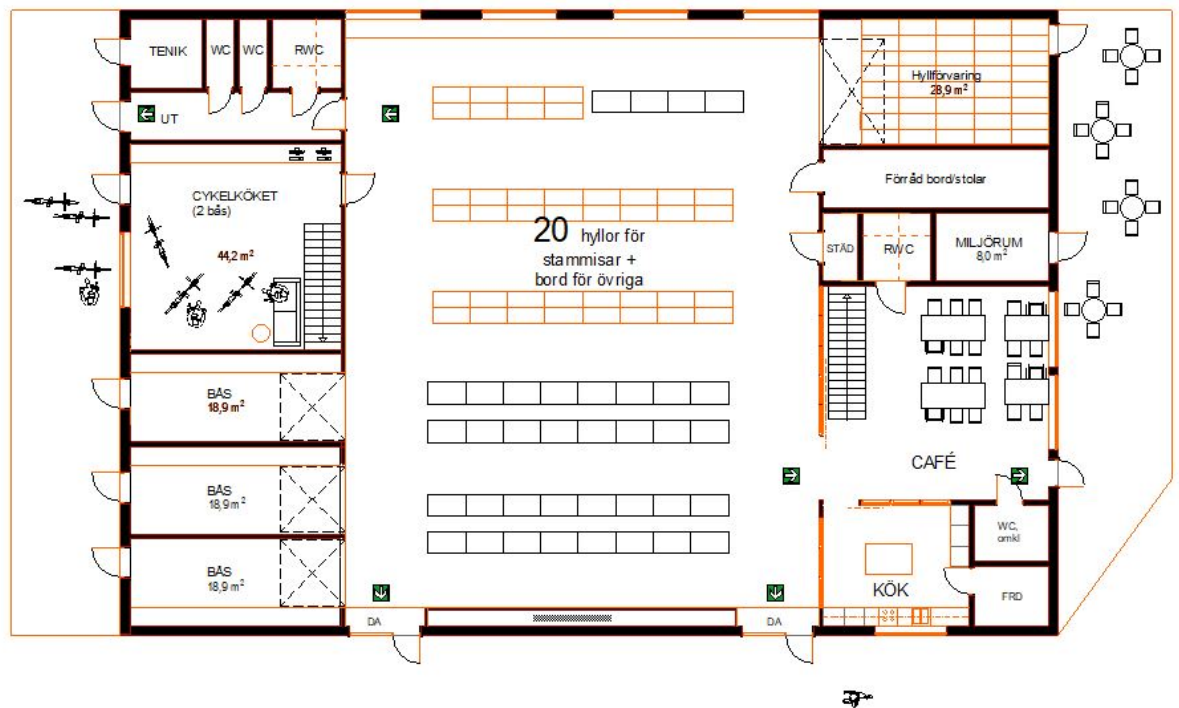 TENIK
WC
WC
RWC
UT
CYKELKÖKET
(2 bås)
44,2 m²
BÅS
18,9 m²
BÅS
18,9 m²
BÅS
18,9 m²
20 hyllor för
stammisar +
bord för övriga
DA
DA
Hyllförvaring
28,9 m²
Förråd bord/stolar
STÄD
RWC
MILJÖRUM
8,0 m²
CAFÉ
WC,
omkl
KÖK
FRD